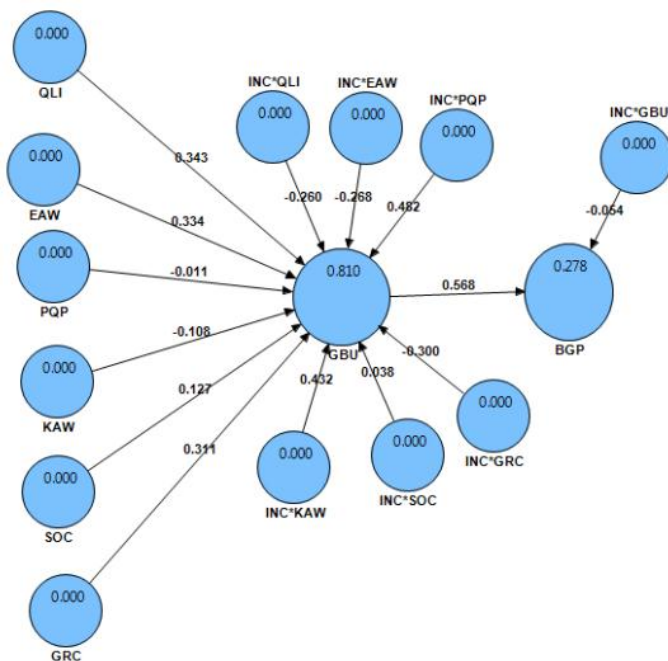 0.000
QLI
0.000
EAW
0.000
PQP
0.000
KAW
0.000
SOC
0.000
GRC
0.343
0.334
-0.011
-0.108
0.127
0.311
INC*QLI
0.000
INC*EAW
0.000
INC*PQP
0.000
-0.260
-0.268
0.482
0.810
GBU
0.568
INC*GBU
0.000
-0.054
0.278
BGP
0.432
0.038
-0.300
0.000
INC*KAW
0.000
INC*SOC
0.000
INC*GRC